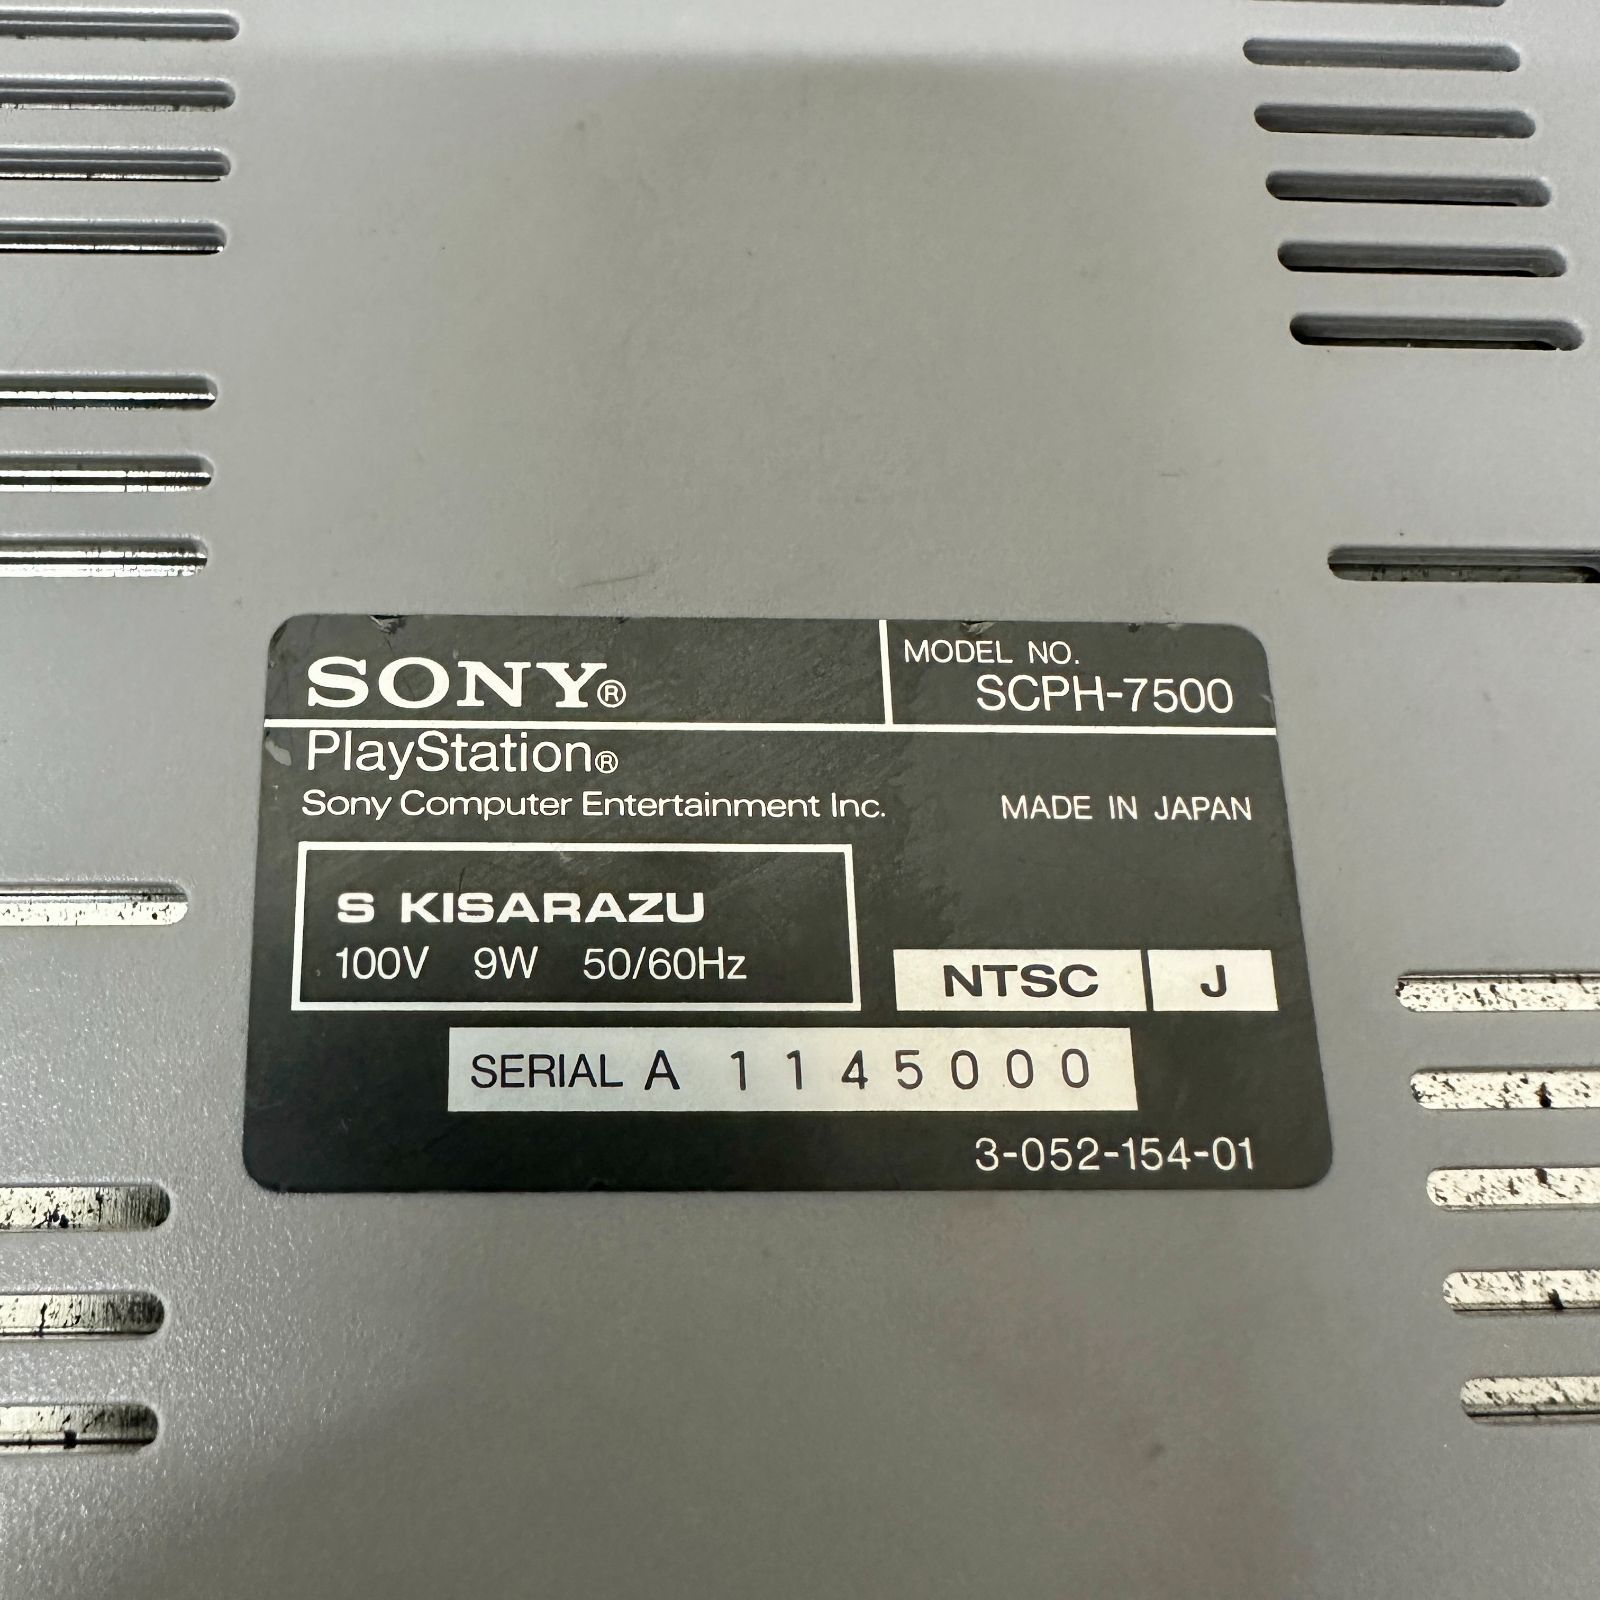 SONY®
MODEL NO.
SCPH-7500
PlayStation®
Sony Computer Entertainment Inc.
MADE IN JAPAN
S KISARAZU
100V 9W 50/60Hz
NTSC J
SERIAL A 1145000
3-052-154-01